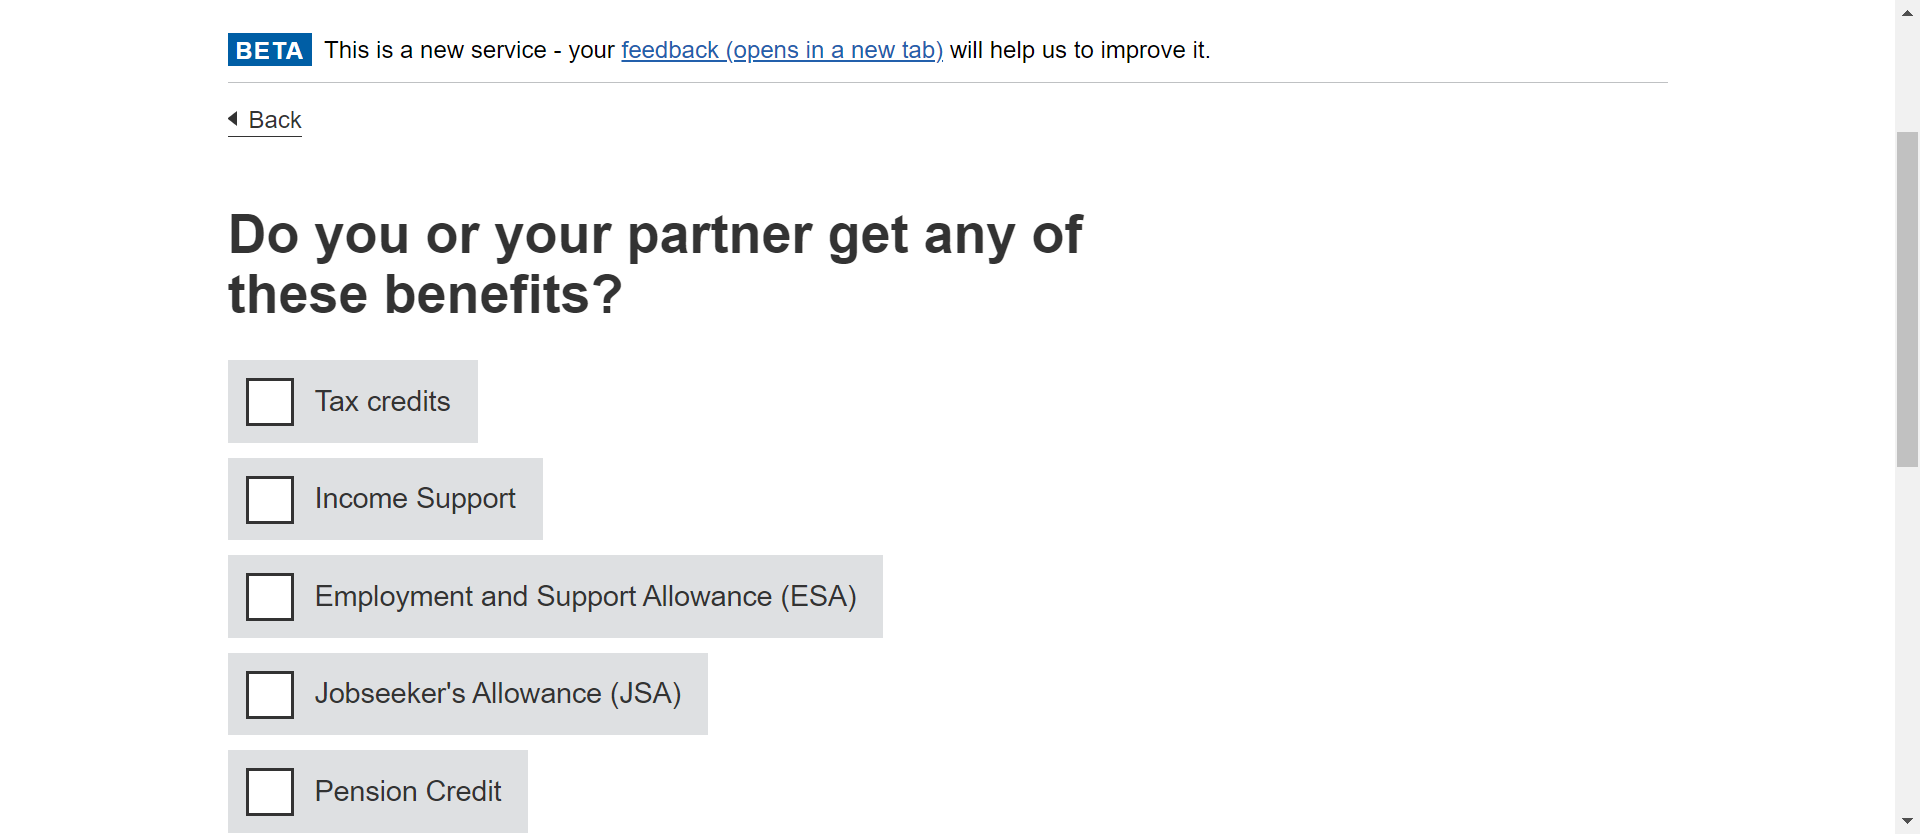 BETA This is a new service - your feedback (opens in a new tab) will help us to improve it.
Back
Do you or your partner get any of
these benefits?
Tax credits
Income Support
Employment and Support Allowance (ESA)
Jobseeker's Allowance (JSA)
Pension Credit